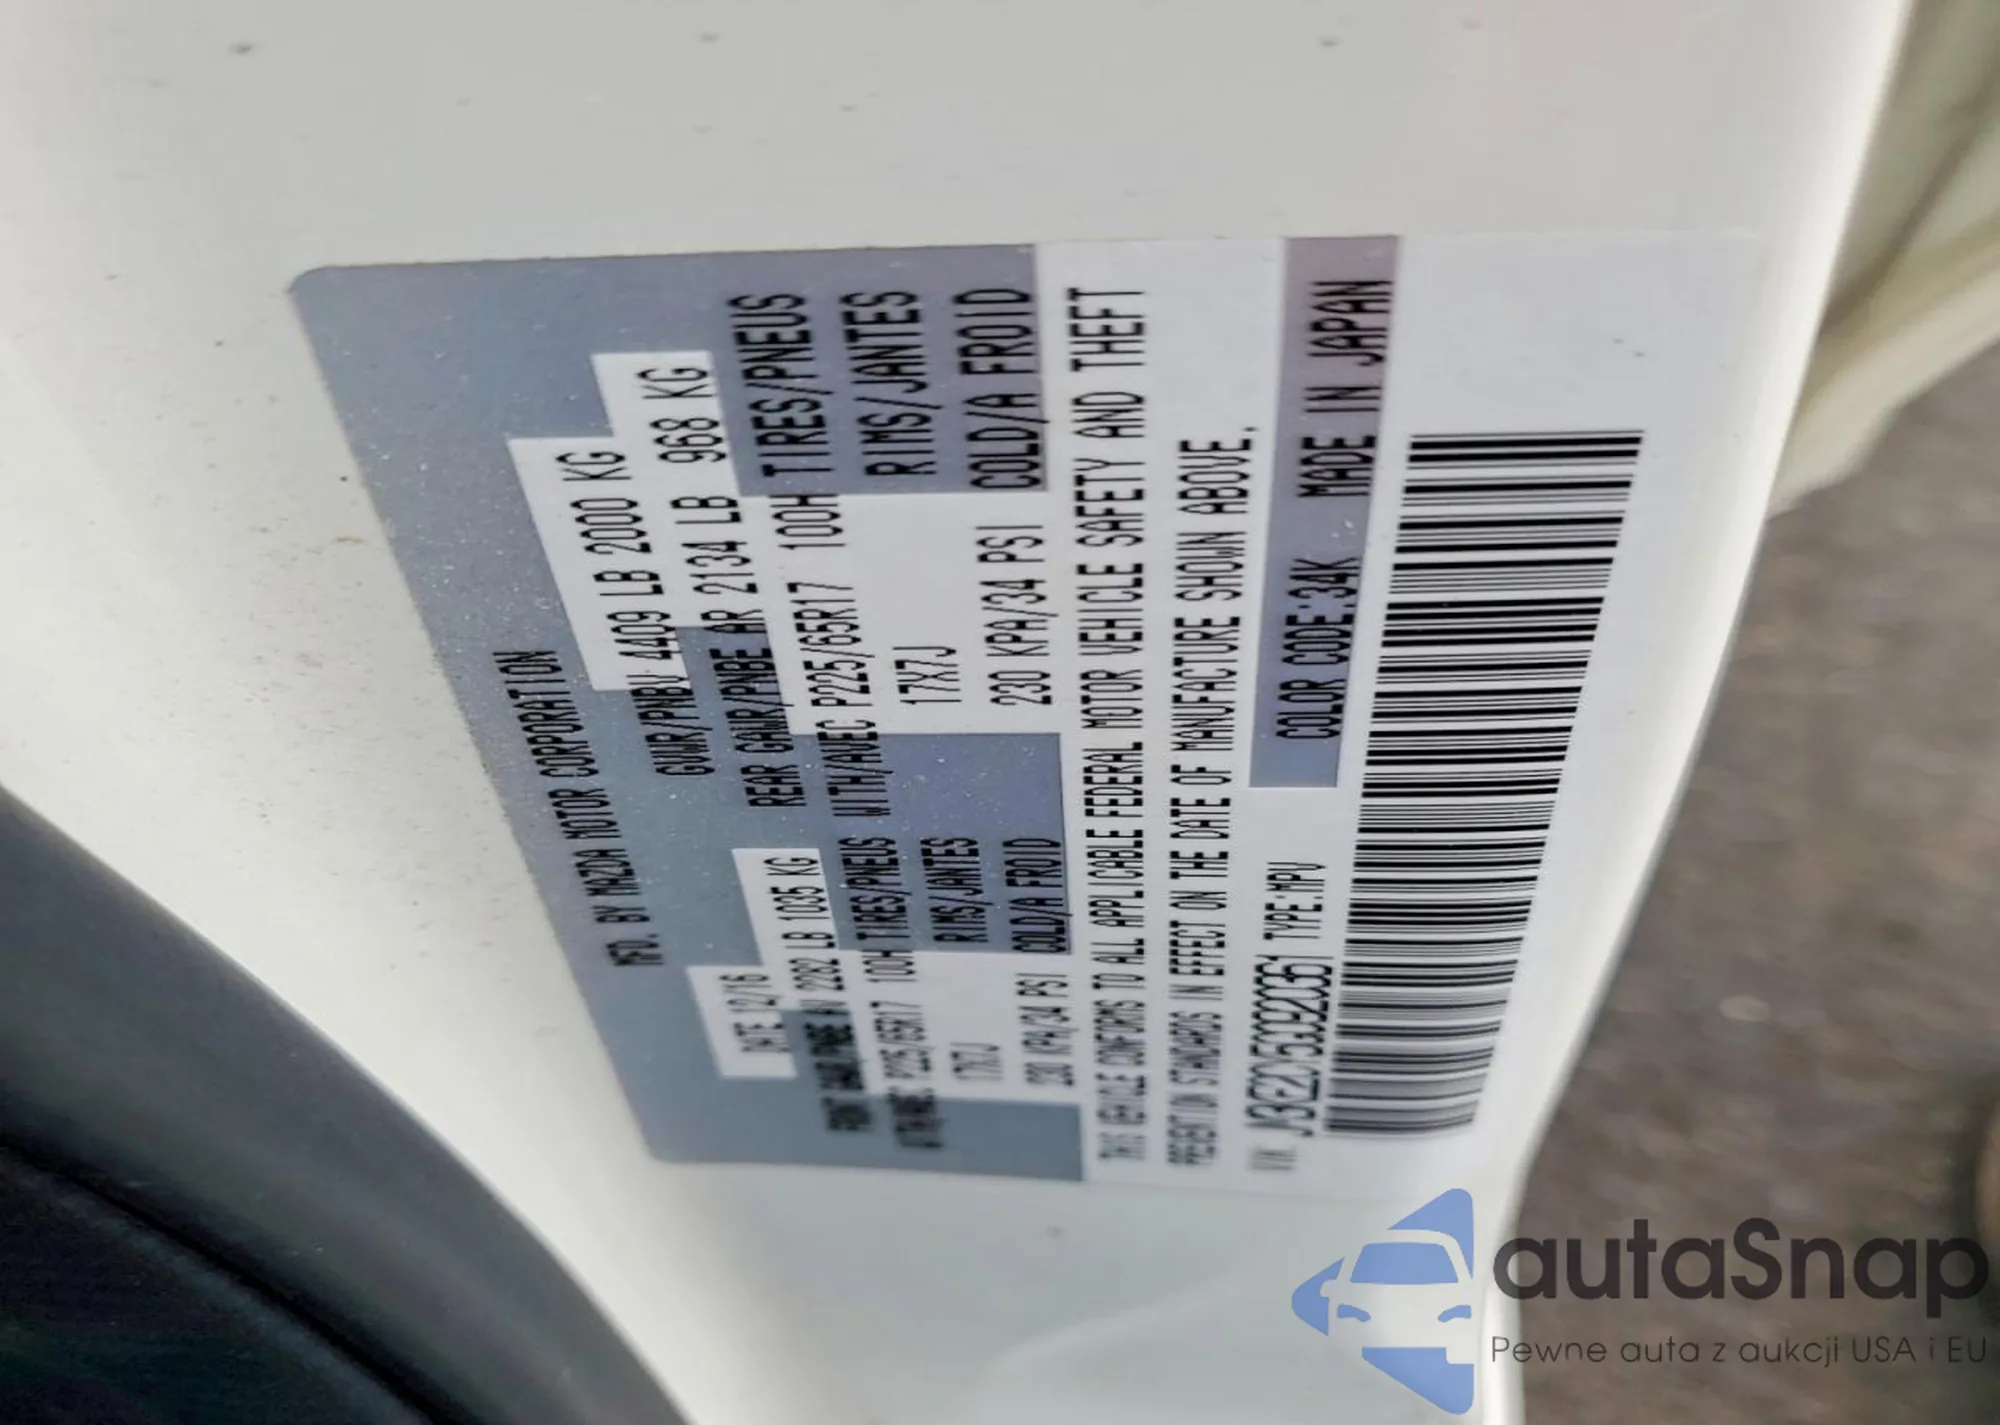 MFD. BY MAZDA MOTOR CORPORATION
DATE 12/16 GVWR/PNBV 4409 LB 2000 KG
FRONT GAWR/PNBE AV 2282 LB 1035 KG REAR GAWR/PNBE AR 2134 LB 968 KG
WITH/AVEC P225/65R17 100H TIRES/PNEUS WITH/AVEC P225/65R17 100H TIRES/PNEUS
17X7J RIMS/JANTES 17X7J RIMS/JANTES
230 KPA/34 PSI COLD/A FROID 230 KPA/34 PSI COLD/A FROID
THIS VEHICLE CONFORMS TO ALL APPLICABLE FEDERAL MOTOR VEHICLE SAFETY AND THEFT
PREVENTION STANDARDS IN EFFECT ON THE DATE OF MANUFACTURE SHOWN ABOVE.
TYPE:MPV COLOR CODE:34K MADE IN JAPAN
autaSnap
Pewne auta z aukcji USA i EU